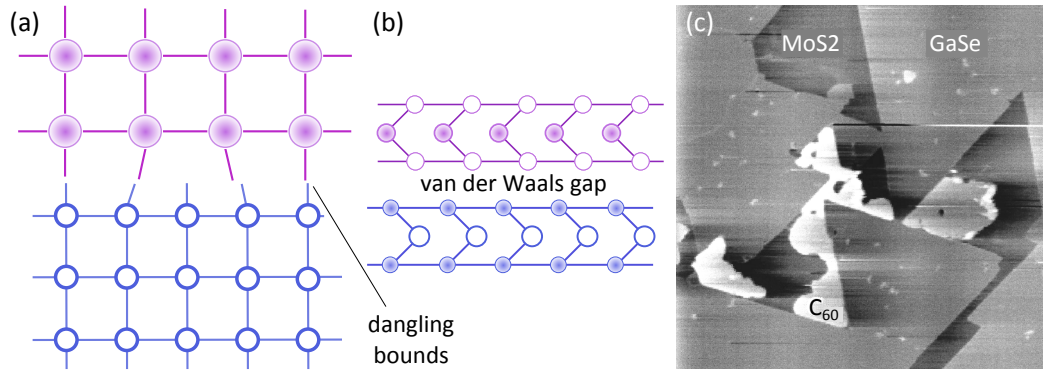 (a)
(b)
(c)
MoS2
GaSe
van der Waals gap
C60
dangling
bounds